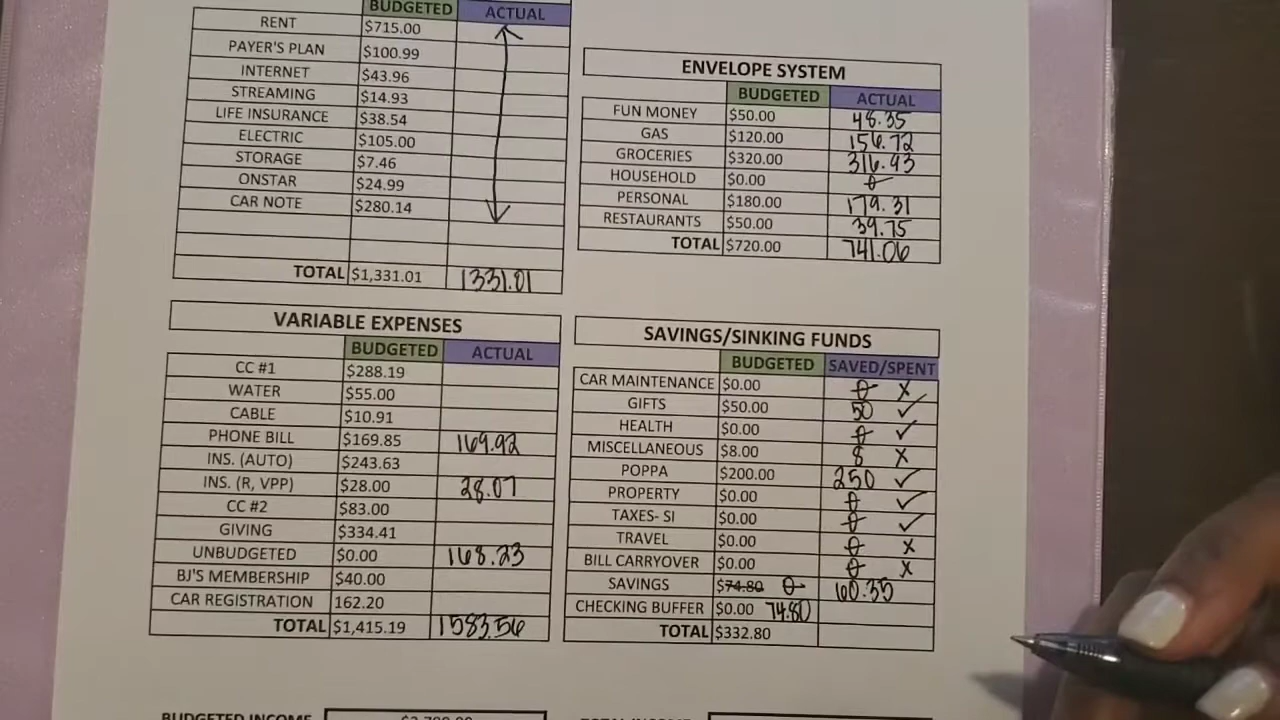 BUDGETED ACTUAL
RENT $715.00
PAYER'S PLAN $100.99
INTERNET $43.96
STREAMING $14.93
LIFE INSURANCE $38.54
ELECTRIC $105.00
STORAGE $7.46
ONSTAR $24.99
CAR NOTE $280.14
TOTAL $1,331.01 1331.01
ENVELOPE SYSTEM
BUDGETED ACTUAL
FUN MONEY $50.00 48.35
GAS $120.00 156.72
GROCERIES $320.00 316.93
HOUSEHOLD $0.00 0
PERSONAL $180.00 179.31
RESTAURANTS $50.00 39.75
TOTAL $720.00 741.06
VARIABLE EXPENSES
BUDGETED ACTUAL
CC #1 $288.19
WATER $55.00
CABLE $10.91
PHONE BILL $169.85 169.92
INS. (AUTO) $243.63
INS. (R, VPP) $28.00 28.07
CC #2 $83.00
GIVING $334.41
UNBUDGETED $0.00 168.23
BJ'S MEMBERSHIP $40.00
CAR REGISTRATION 162.20
TOTAL $1,415.19 1583.56
SAVINGS/SINKING FUNDS
BUDGETED SAVED/SPENT
CAR MAINTENANCE $0.00 0 X
GIFTS $50.00 50 ✓
HEALTH $0.00 0 ✓
MISCELLANEOUS $8.00 8 X
POPPA $200.00 250 ✓
PROPERTY $0.00 0 ✓
TAXES- SI $0.00 0 ✓
TRAVEL $0.00 0 X
BILL CARRYOVER $0.00 0 X
SAVINGS $74.80 0 60.35
CHECKING BUFFER $0.00 74.80
TOTAL $332.80
BUDGETED INCOME